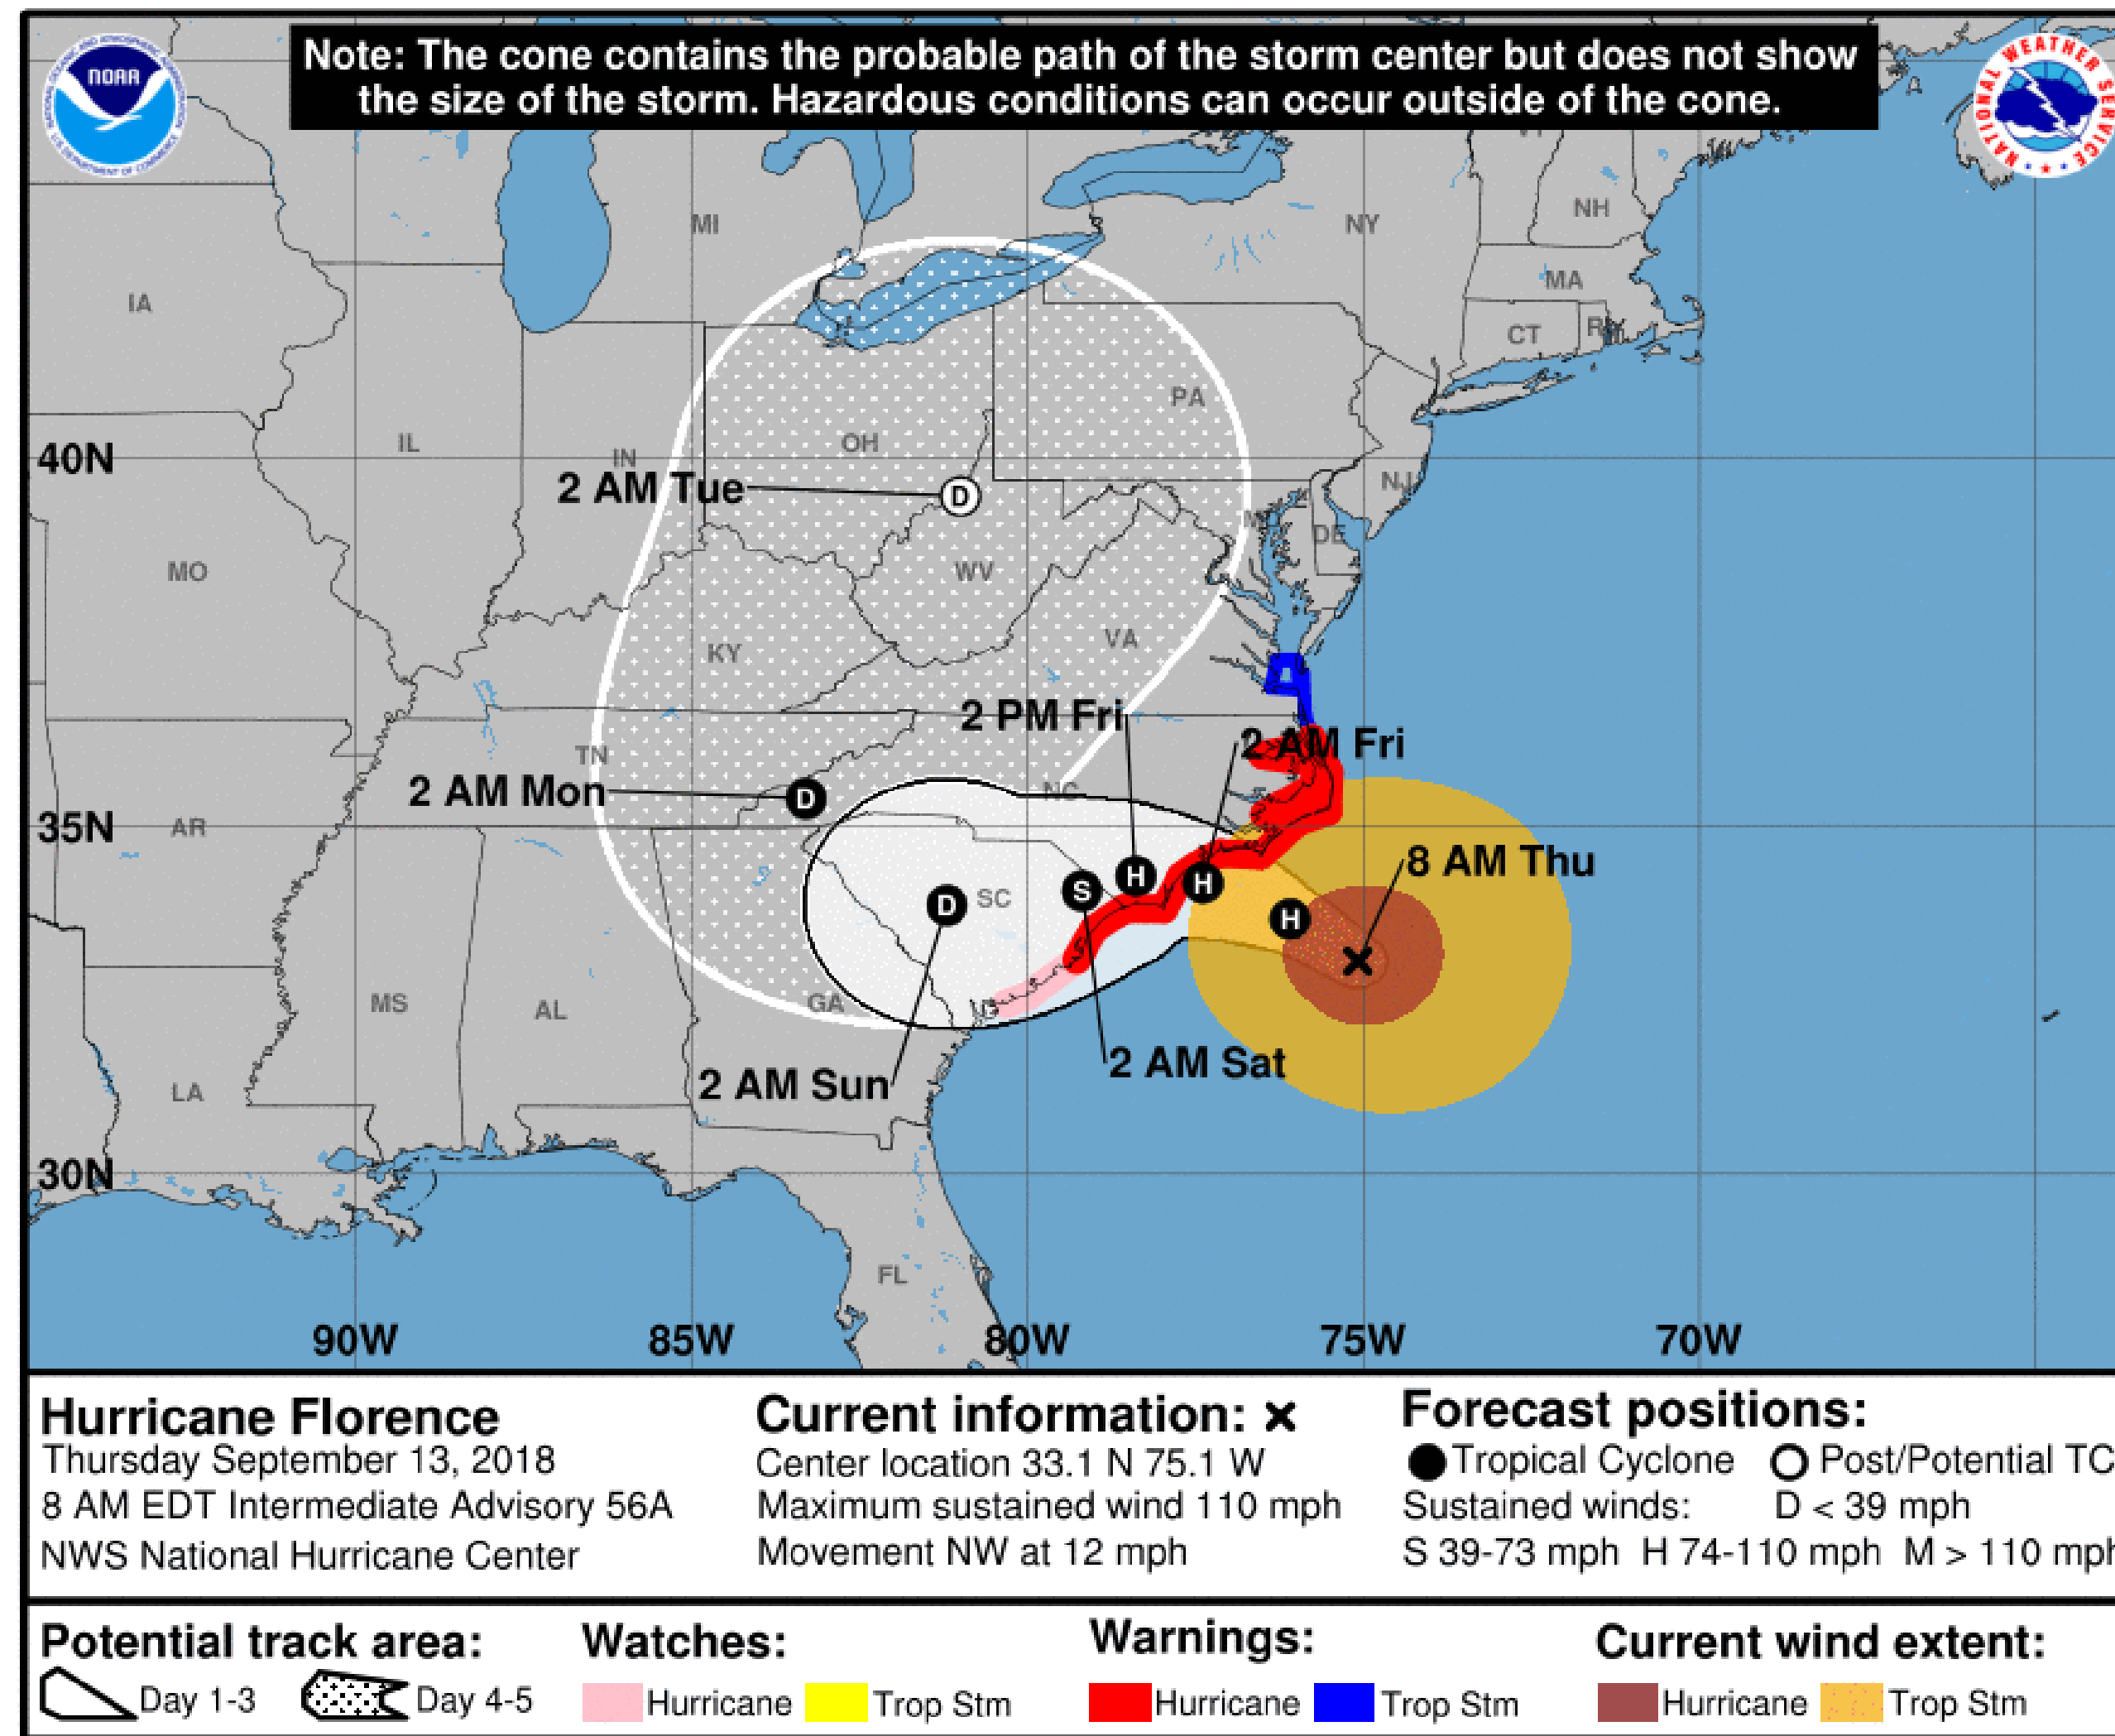 Note: The cone contains the probable path of the storm center but does not show
the size of the storm. Hazardous conditions can occur outside of the cone.
NOAA
NATIONAL WEATHER SERVICE
MI
NY
NH
MA
CT
IA
PA
IL
IN
OH
NJ
40N
2 AM Tue
D
DE
MO
WV
KY
VA
2 PM Fri
2 AM Fri
TN
2 AM Mon
D
NC
35N
AR
8 AM Thu
H
H
S
D
SC
H
MS
AL
GA
2 AM Sat
2 AM Sun
LA
30N
FL
90W
85W
80W
75W
70W
Hurricane Florence
Thursday September 13, 2018
8 AM EDT Intermediate Advisory 56A
NWS National Hurricane Center
Current information: x
Center location 33.1 N 75.1 W
Maximum sustained wind 110 mph
Movement NW at 12 mph
Forecast positions:
Tropical Cyclone Post/Potential TC
Sustained winds: D < 39 mph
S 39-73 mph H 74-110 mph M > 110 mph
Potential track area:
Day 1-3 Day 4-5
Watches:
Hurricane Trop Stm
Warnings:
Hurricane Trop Stm
Current wind extent:
Hurricane Trop Stm